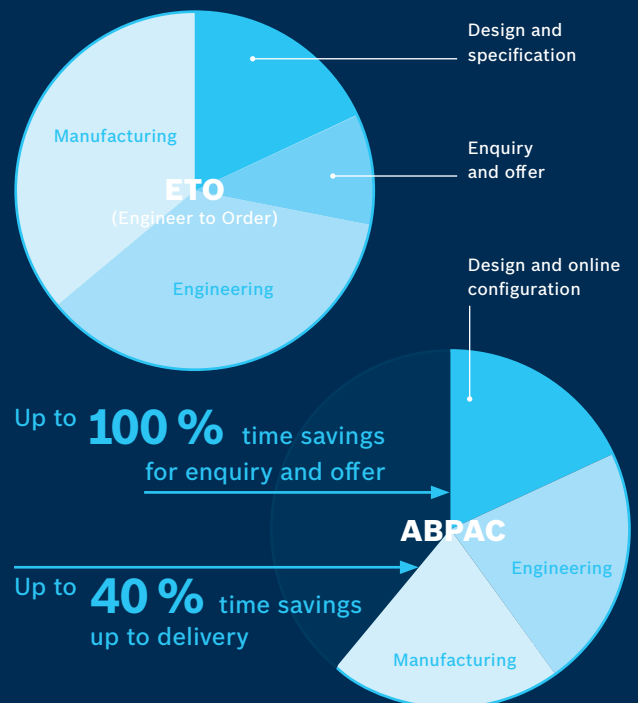 Design and
specification
Manufacturing
Enquiry
and offer
ETO
(Engineer to Order)
Engineering
Design and online
configuration
Up to 100 % time savings
for enquiry and offer
ABPAC
Engineering
Up to 40 % time savings
up to delivery
Manufacturing